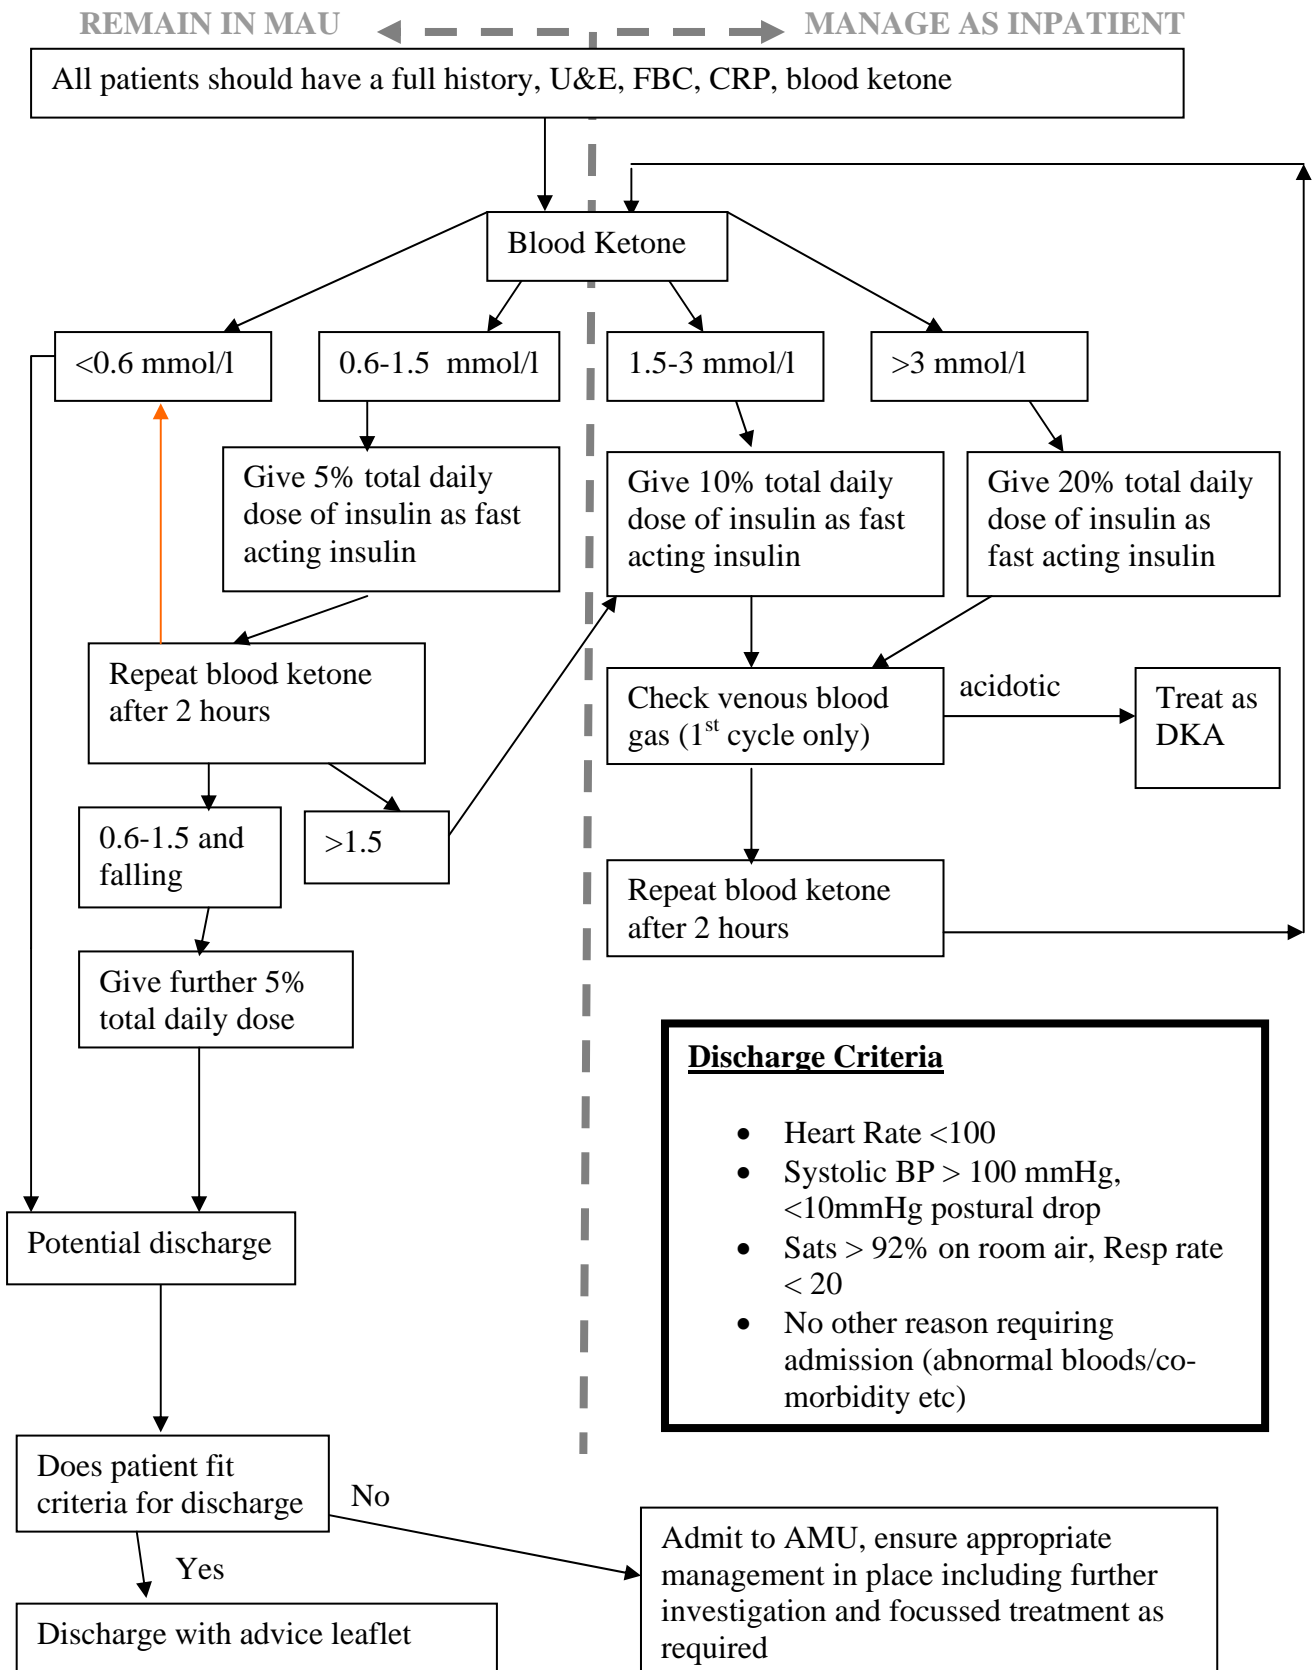 REMAIN IN MAU
MANAGE AS INPATIENT
All patients should have a full history, U&E, FBC, CRP, blood ketone
Blood Ketone
<0.6 mmol/l
0.6-1.5 mmol/l
1.5-3 mmol/l
>3 mmol/l
Give 5% total daily
dose of insulin as fast
acting insulin
Give 10% total daily
dose of insulin as fast
acting insulin
Give 20% total daily
dose of insulin as
fast acting insulin
Repeat blood ketone
after 2 hours
Check venous blood
gas (1st cycle only)
acidotic
Treat as
DKA
0.6-1.5 and
falling
>1.5
Repeat blood ketone
after 2 hours
Give further 5%
total daily dose
Discharge Criteria
• Heart Rate <100
• Systolic BP > 100 mmHg,
<10mmHg postural drop
• Sats > 92% on room air, Resp rate
< 20
• No other reason requiring
admission (abnormal bloods/co-
morbidity etc)
Potential discharge
Does patient fit
criteria for discharge
No
Yes
Admit to AMU, ensure appropriate
management in place including further
investigation and focussed treatment as
required
Discharge with advice leaflet